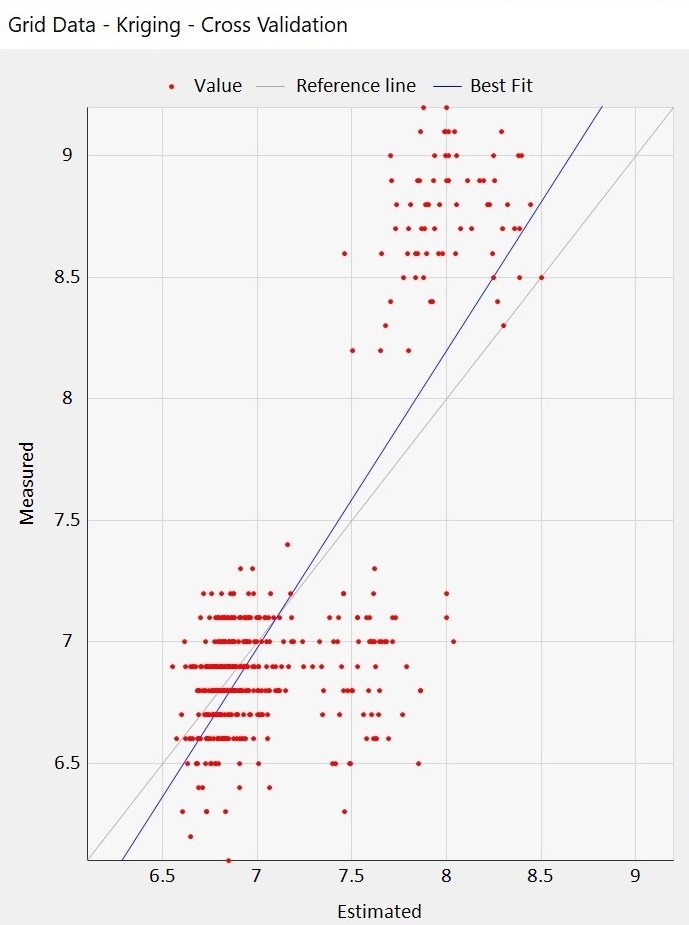 Grid Data - Kriging - Cross Validation
Value Reference line Best Fit
9
8.5
8
7.5
7
6.5
Measured
6.5 7 7.5 8 8.5 9
Estimated